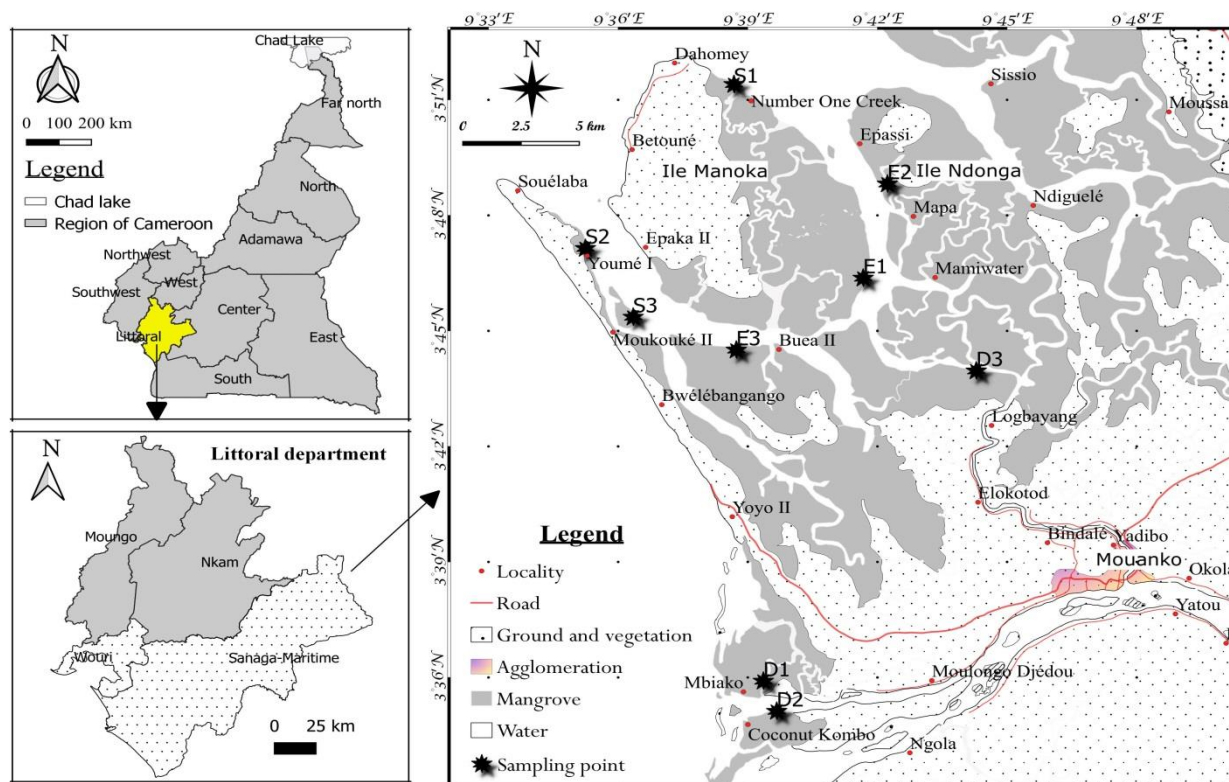 N
0 100 200 km
Legend
Chad lake
Region of Cameroon
Chad Lake
Far north
North
Adamawa
Northwest
West
Southwest
Center
Littoral
East
South
N
Littoral department
Moungo
Nkam
Wouri
Sanaga-Maritime
0 25 km
9°33'E 9°36'E 9°39'E 9°42'E 9°45'E 9°48'E
3°51'N
3°48'N
3°45'N
3°42'N
3°39'N
3°36'N
N
0 2.5 5 km
Dahomey
S1
Number One Creek
Sissio
Moussa
Betouné
Epassi
Ile Manoka
E2
Ile Ndonga
Souélaba
Mapa
Ndiguelé
S2
Epaka II
Youmé I
E1
Mamiwater
S3
Moukouké II
E3
Buea II
D3
Bwélébangango
Logbayang
Yoyo II
Elokotod
Bindalé
Yadibo
Mouanko
Okola
Yatou
D1
Mbiako
Moulongo Djédou
D2
Coconut Kombo
Ngola
Legend
Locality
Road
Ground and vegetation
Agglomeration
Mangrove
Water
Sampling point